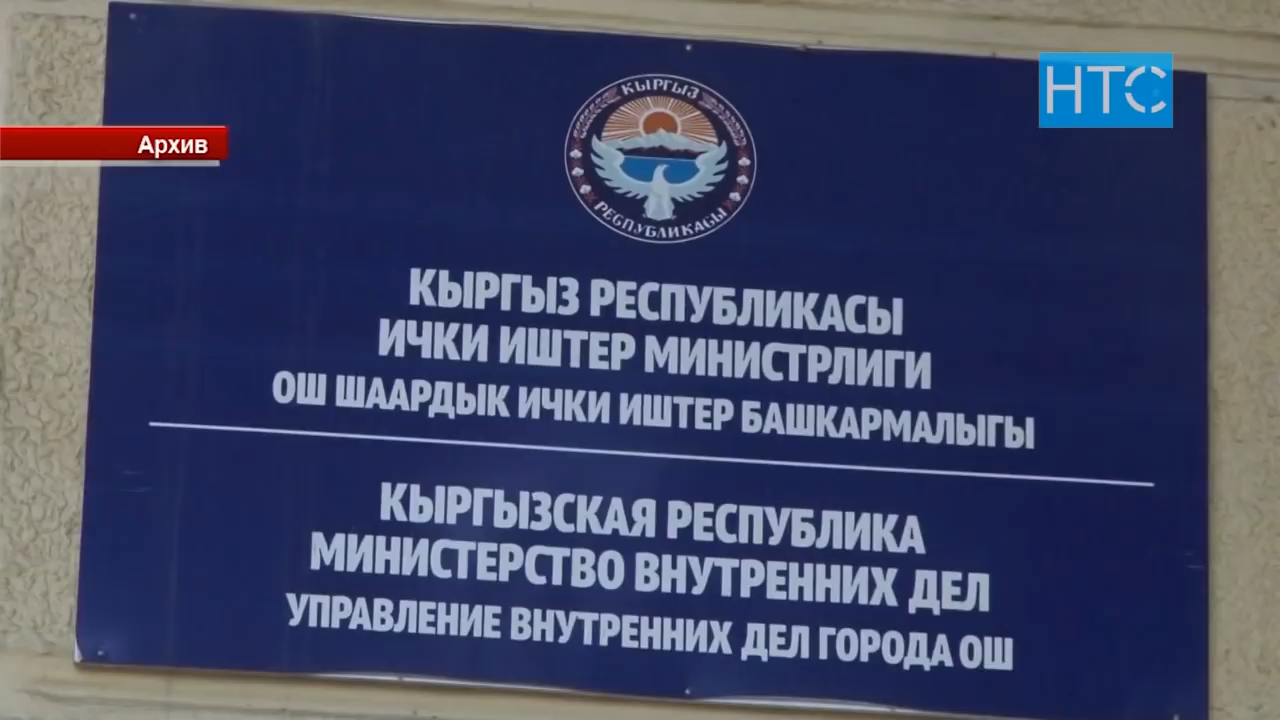 НТС
Архив
КЫРГЫЗ
РЕСПУБЛИКАСЫ
КЫРГЫЗ РЕСПУБЛИКАСЫ
ИЧКИ ИШТЕР МИНИСТРЛИГИ
ОШ ШААРДЫК ИЧКИ ИШТЕР БАШКАРМАЛЫГЫ
КЫРГЫЗСКАЯ РЕСПУБЛИКА
МИНИСТЕРСТВО ВНУТРЕННИХ ДЕЛ
УПРАВЛЕНИЕ ВНУТРЕННИХ ДЕЛ ГОРОДА ОШ